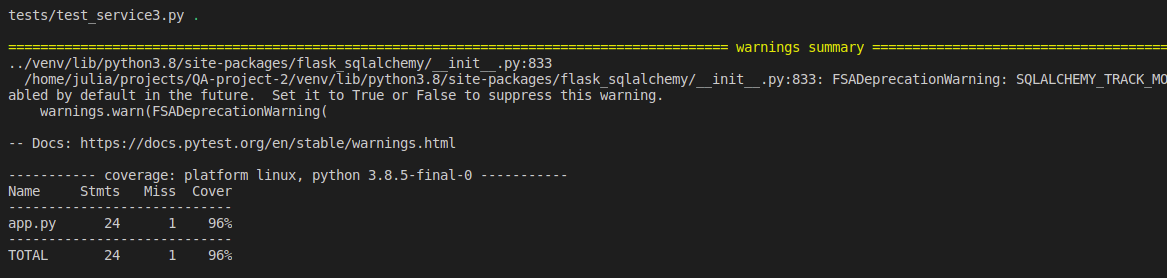 tests/test_service3.py .
========================================================================================== warnings summary =====================================
../venv/lib/python3.8/site-packages/flask_sqlalchemy/__init__.py:833
  /home/julia/projects/QA-project-2/venv/lib/python3.8/site-packages/flask_sqlalchemy/__init__.py:833: FSADeprecationWarning: SQLALCHEMY_TRACK_MO
abled by default in the future.  Set it to True or False to suppress this warning.
    warnings.warn(FSADeprecationWarning(
-- Docs: https://docs.pytest.org/en/stable/warnings.html
----------- coverage: platform linux, python 3.8.5-final-0 -----------
Name     Stmts   Miss  Cover
----------------------------
app.py      24      1    96%
----------------------------
TOTAL       24      1    96%